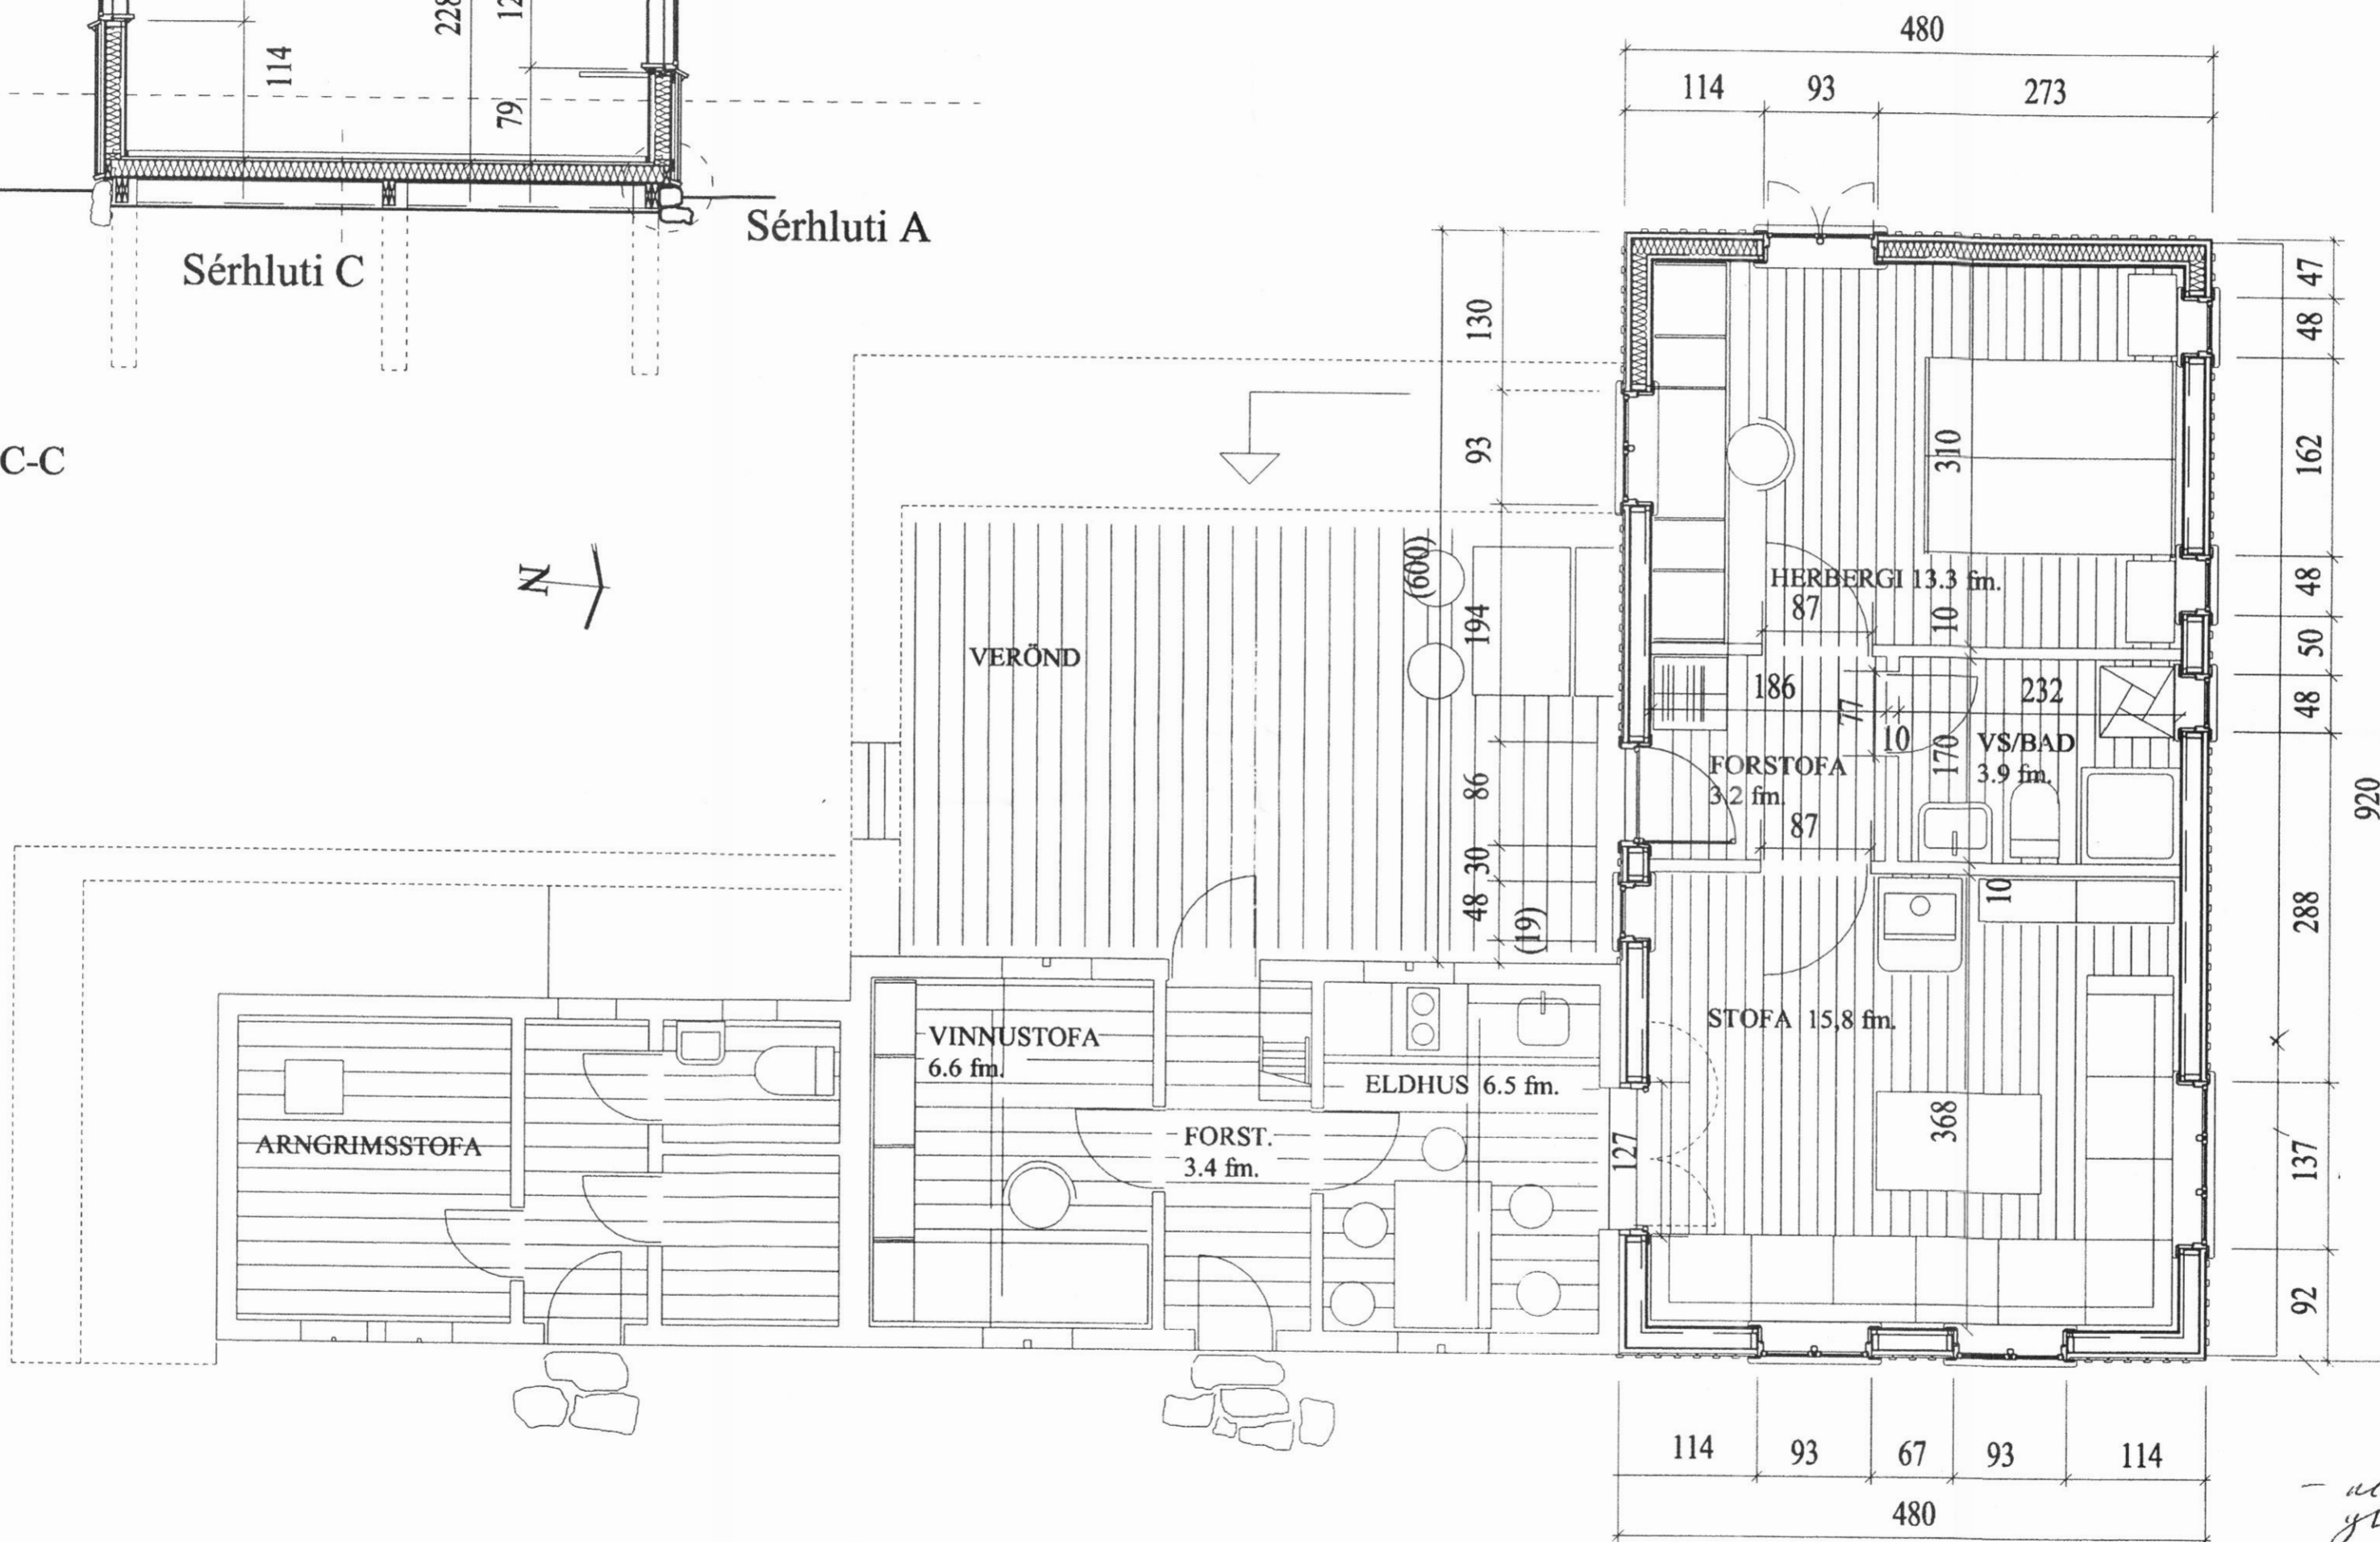 228
12
114
79
Sérhluti A
Sérhluti C
C-C
N
480
114 93 273
130
93
(600)
194
86
30
48
(19)
47
48
162
48
50
48
288
137
92
920
310
HERBERGI 13.3 fm.
87
10
186
77
232
10
170
VS/BAD
3.9 fm.
FORSTOFA
3.2 fm.
87
10
VERÖND
STOFA 15,8 fm.
368
127
VINNUSTOFA
6.6 fm.
ELDHUS 6.5 fm.
FORST.
3.4 fm.
ARNGRIMSSTOFA
114 93 67 93 114
480